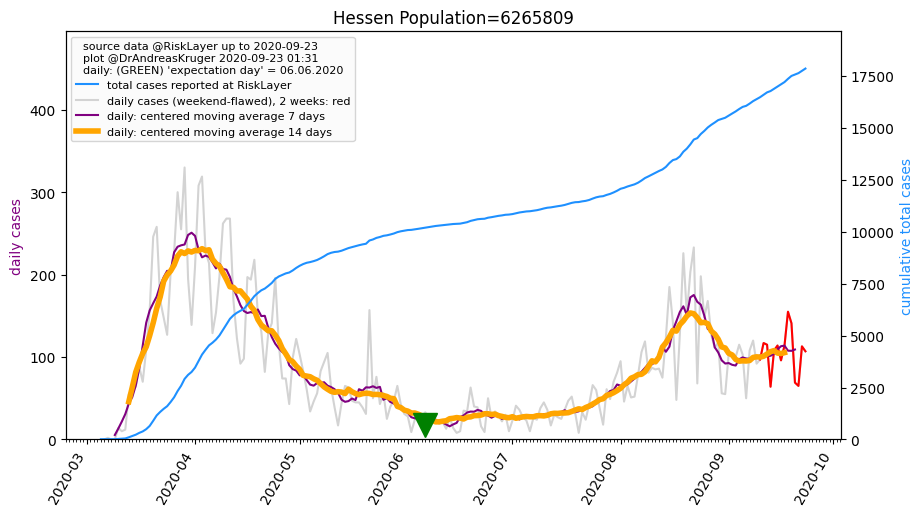 Hessen Population=6265809
source data @RiskLayer up to 2020-09-23
plot @DrAndreasKruger 2020-09-23 01:31
daily: (GREEN) 'expectation day' = 06.06.2020
total cases reported at RiskLayer
daily cases (weekend-flawed), 2 weeks: red
daily: centered moving average 7 days
daily: centered moving average 14 days
daily cases
400
300
200
100
0
cumulative total cases
17500
15000
12500
10000
7500
5000
2500
0
2020-03
2020-04
2020-05
2020-06
2020-07
2020-08
2020-09
2020-10